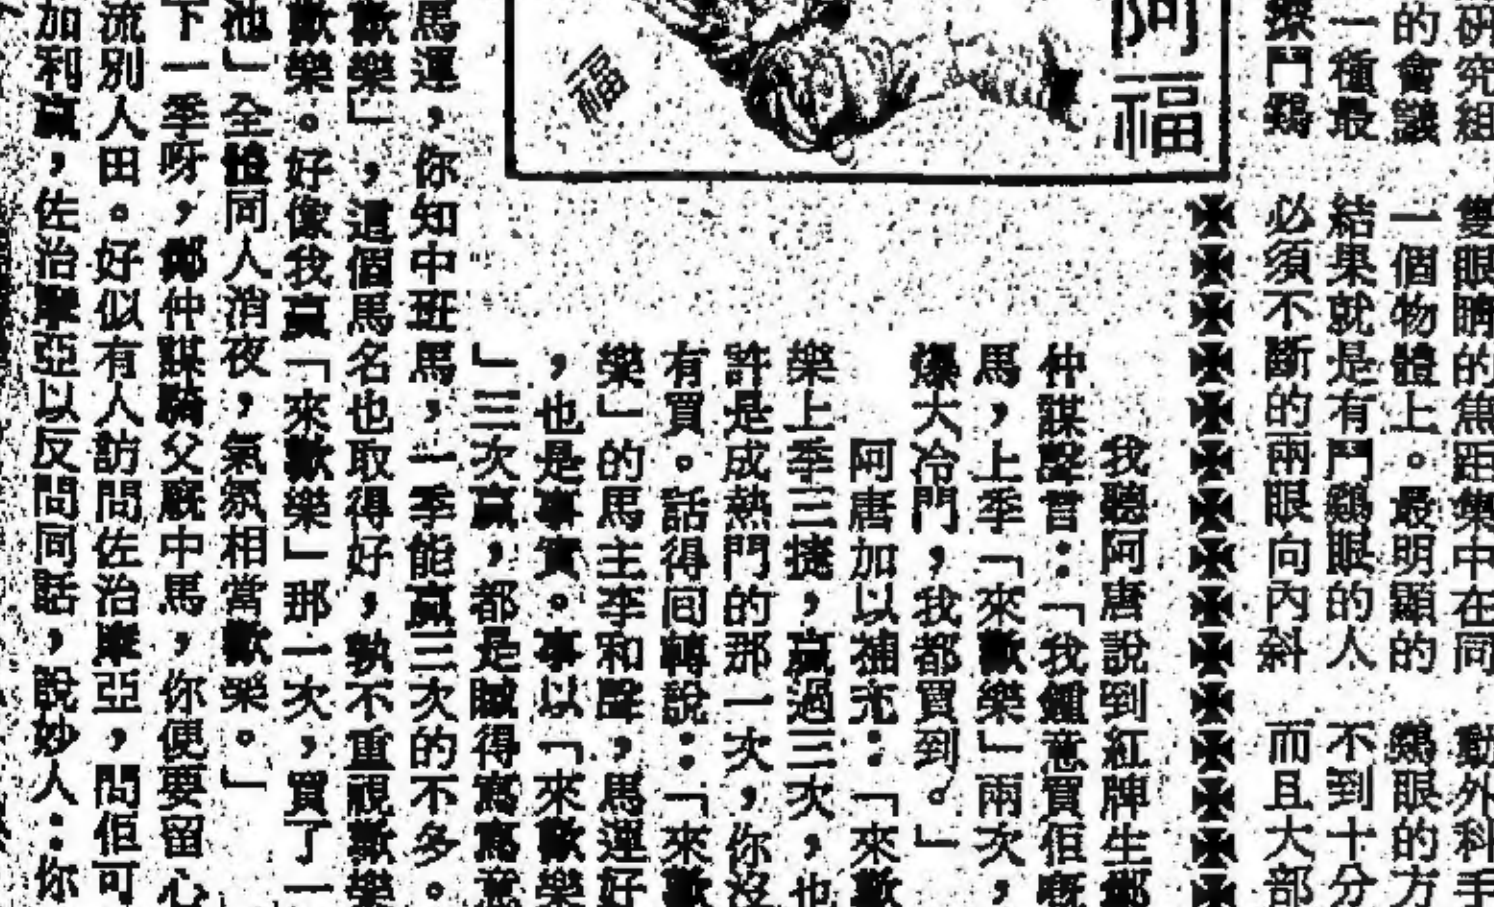 研究組
的會議
一種最
探鬥鷄
雙眼睛的焦距集中在同
一個物體上。最明顯的
結果就是有鬥鷄眼的人
必須不斷的兩眼向內斜
動外科手
鷄眼的方
不到十分
而且大部
阿福
福
我聽阿唐說到紅牌生鄭
仲謀聲言:「我鍾意買佢嘅
馬,上季「來歡樂」兩次,
爆大冷門,我都買到。」
阿唐加以補充:「來歡
樂上季三捷,贏過三次,也
許是成熱門的那一次,你沒
有買。話得囘轉說:「來歡
樂」的馬主李和聲,馬運好
,也是事實。事以「來歡樂
」三次贏,都是贓得寫寫意
馬運,你知中班馬,一季能贏三次的不多。
歡樂」,這個馬名也取得好,孰不重視歡樂
歡樂。好像我贏「來歡樂」那一次,買了一
池」全體同人消夜,氣氛相當歡樂。」
下一季呀,鄭仲謀騎父廐中馬,你便要留心
流別人田。好似有人訪問佐治摩亞,問佢可
加利贏,佐治摩亞以反問同話,說妙人:你